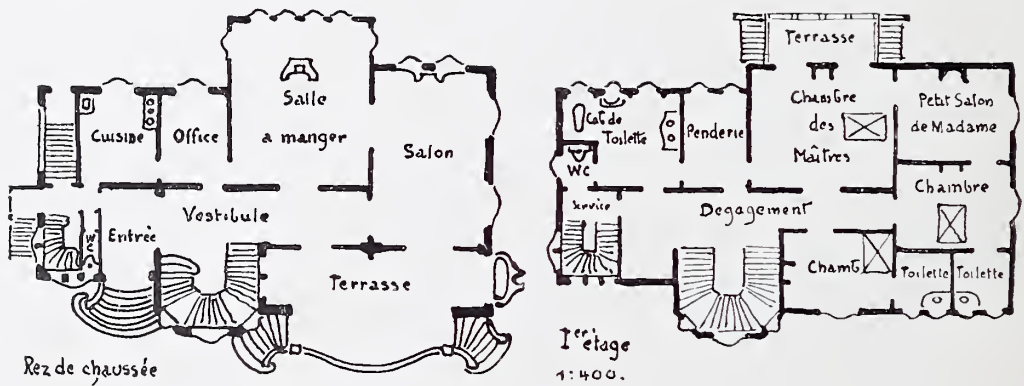 Cuisine
Office
Salle
a manger
Salon
Vestibule
WC
Entrée
Terrasse
Rez de chaussée
Terrasse
Cab de
Toilette
Penderie
Chambre
des
Maîtres
Petit Salon
de Madame
WC
Service
Degagement
Chambre
Chamb
Toilette
Toilette
1er étage
1:400.